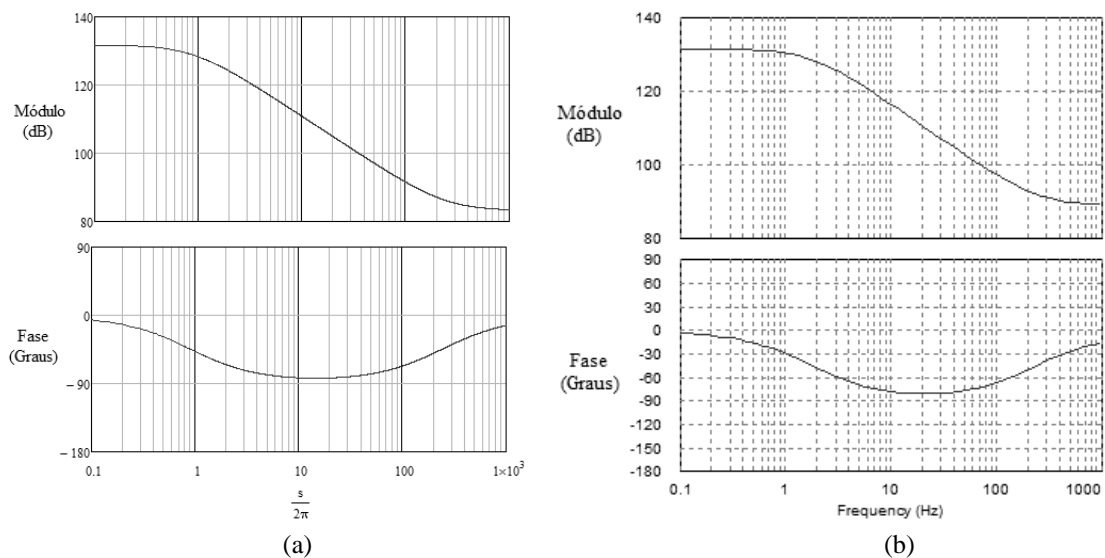 140
120
100
80
Módulo
(dB)
90
0
−90
−180
Fase
(Graus)
0.1
1
10
100
1×10³
s
2π
(a)
140
120
100
80
Módulo
(dB)
90
60
30
0
-30
-60
-90
-120
-150
-180
Fase
(Graus)
0.1
1
10
100
1000
Frequency (Hz)
(b)